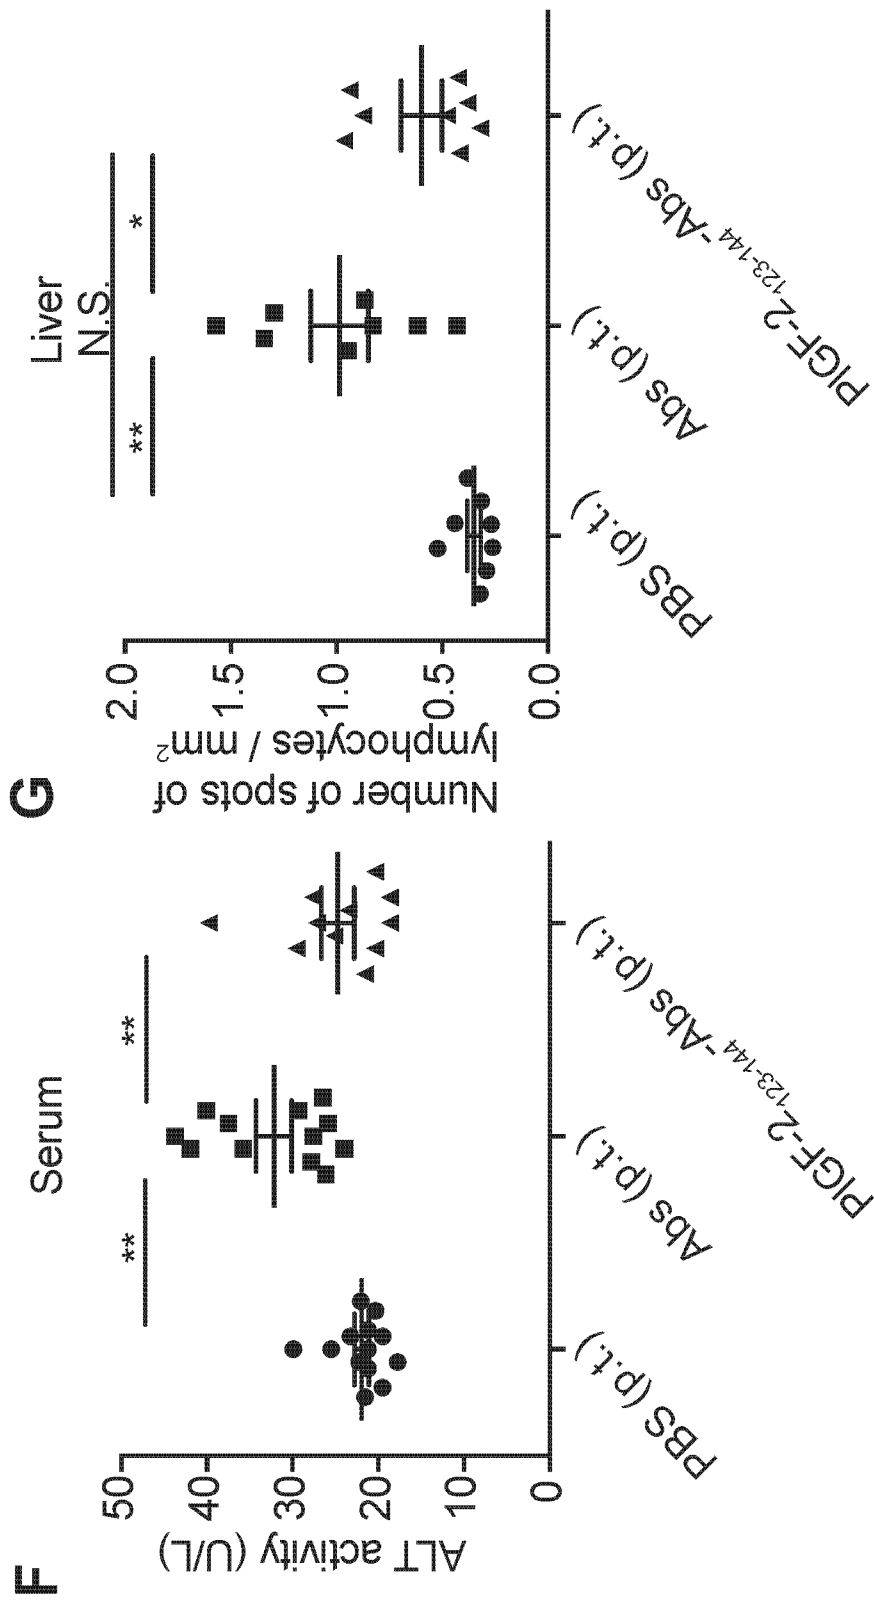 F
Serum
**
**
ALT activity (U/L)
50
40
30
20
10
0
PBS (p.t.)
Abs (p.t.)
PlGF-2123-144-Abs (p.t.)
G
Liver
N.S.
**
*
Number of spots of
lymphocytes / mm2
2.0
1.5
1.0
0.5
0.0
PBS (p.t.)
Abs (p.t.)
PlGF-2123-144-Abs (p.t.)